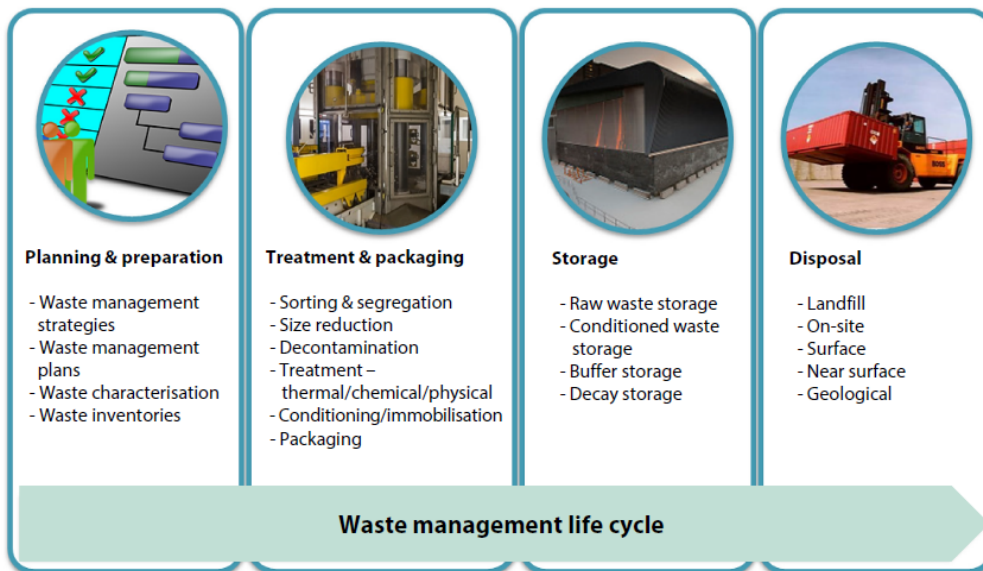 Planning & preparation
- Waste management
strategies
- Waste management
plans
- Waste characterisation
- Waste inventories
Treatment & packaging
- Sorting & segregation
- Size reduction
- Decontamination
- Treatment –
thermal/chemical/physical
- Conditioning/immobilisation
- Packaging
Storage
- Raw waste storage
- Conditioned waste
storage
- Buffer storage
- Decay storage
Disposal
- Landfill
- On-site
- Surface
- Near surface
- Geological
Waste management life cycle